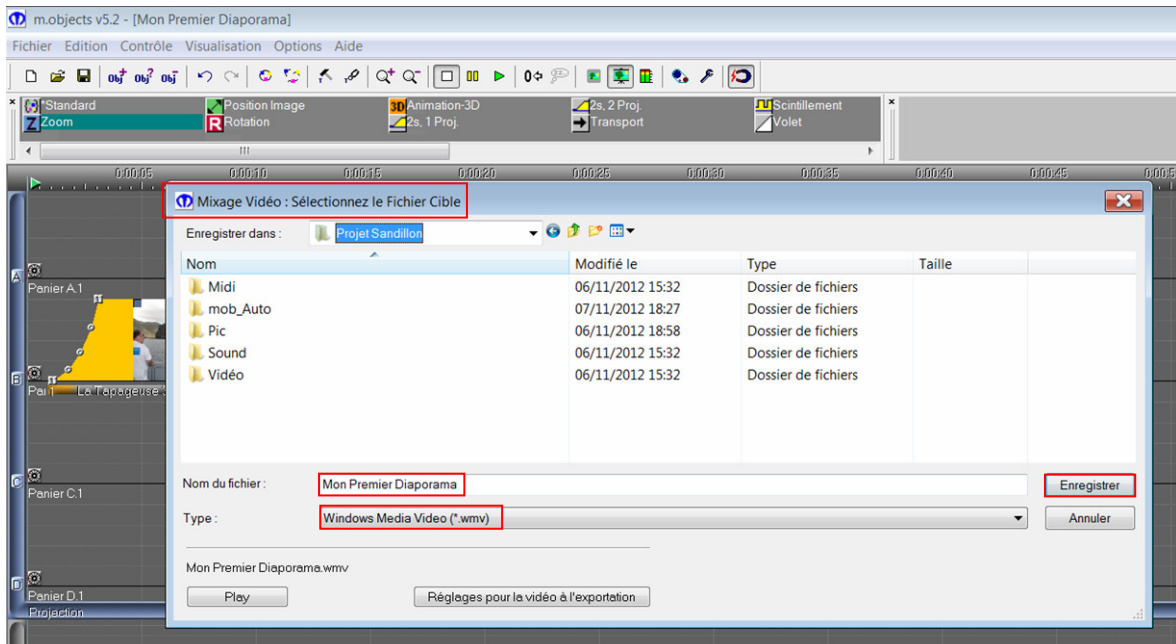 m.objects v5.2 - [Mon Premier Diaporama]
Fichier Edition Contrôle Visualisation Options Aide
*Standard Position Image 3D Animation-3D 2s, 2 Proj. Scintillement
Z Zoom R Rotation 2s, 1 Proj. Transport Volet
0:00:05 0:00:10 0:00:15 0:00:20 0:00:25 0:00:30 0:00:35 0:00:40 0:00:45
Mixage Vidéo : Sélectionnez le Fichier Cible
Enregistrer dans : Projet Sandillon
Nom Modifié le Type Taille
Midi 06/11/2012 15:32 Dossier de fichiers
mob_Auto 07/11/2012 18:27 Dossier de fichiers
Pic 06/11/2012 18:58 Dossier de fichiers
Sound 06/11/2012 15:32 Dossier de fichiers
Vidéo 06/11/2012 15:32 Dossier de fichiers
A
Panier A.1
B
La Tapageuse
C
Panier C.1
D
Panier D.1
Projection
Nom du fichier : Mon Premier Diaporama Enregistrer
Type : Windows Media Video (*.wmv) Annuler
Mon Premier Diaporama.wmv
Play Réglages pour la vidéo à l'exportation